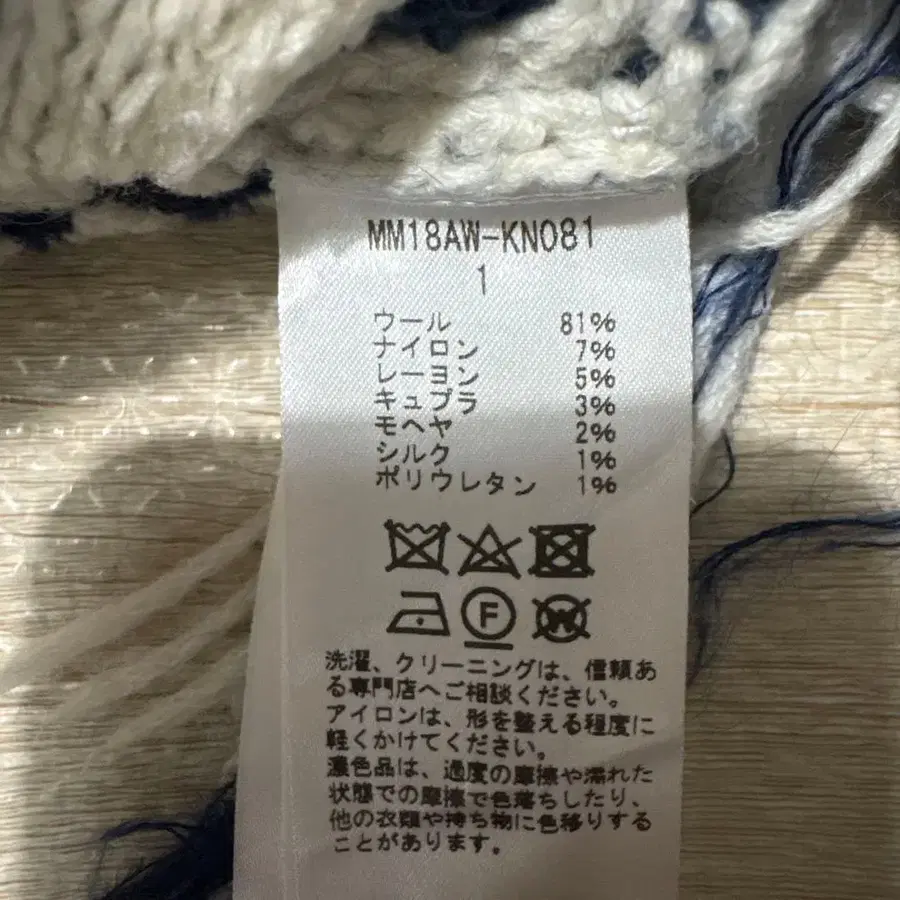 MM18AW-KN081
1
ウール 81%
ナイロン 7%
レーヨン 5%
キュプラ 3%
モヘヤ 2%
シルク 1%
ポリウレタン 1%
F
W
洗濯、クリーニングは、信頼あ
る専門店へご相談ください。
アイロンは、形を整える程度に
軽くかけてください。
濃色品は、過度の摩擦や濡れた
状態での摩擦で色落ちしたり、
他の衣類や持ち物に色移りする
ことがあります。